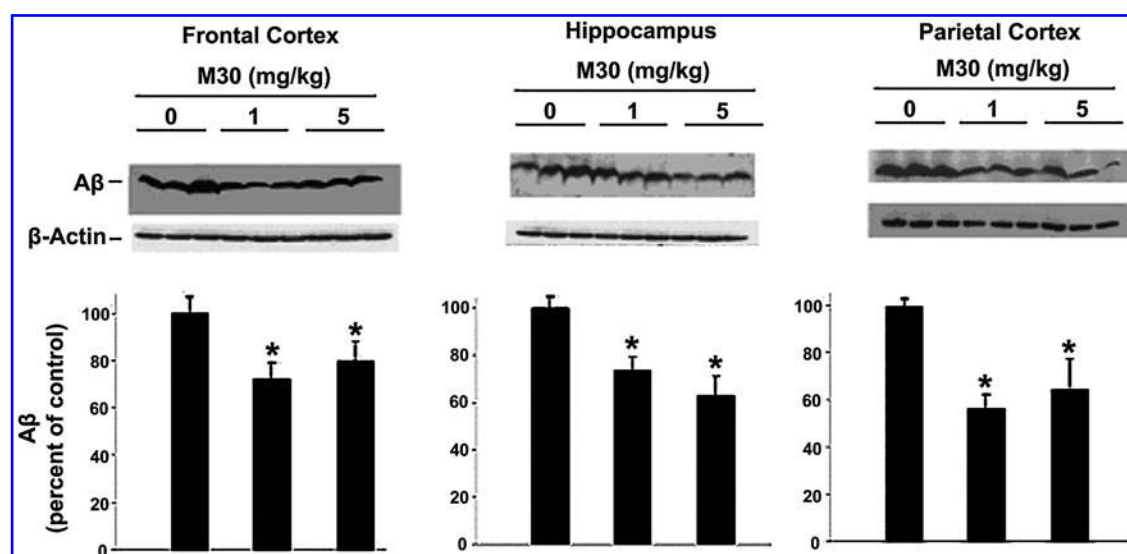 Frontal Cortex
M30 (mg/kg)
0 1 5
Hippocampus
M30 (mg/kg)
0 1 5
Parietal Cortex
M30 (mg/kg)
0 1 5
Aβ
β-Actin
Aβ
(percent of control)
100
80
60
40
20
0
* *
100
80
60
40
20
0
* *
100
80
60
40
20
0
* *